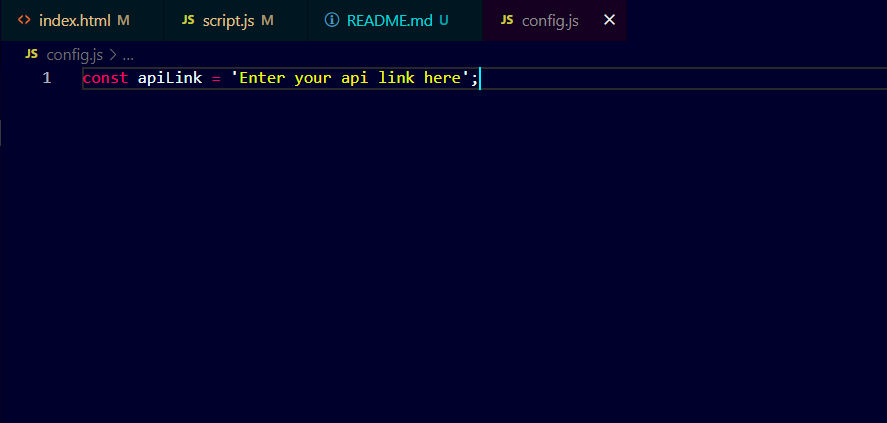 <> index.html M JS script.js M README.md U JS config.js
JS config.js > ...
1 const apiLink = 'Enter your api link here';